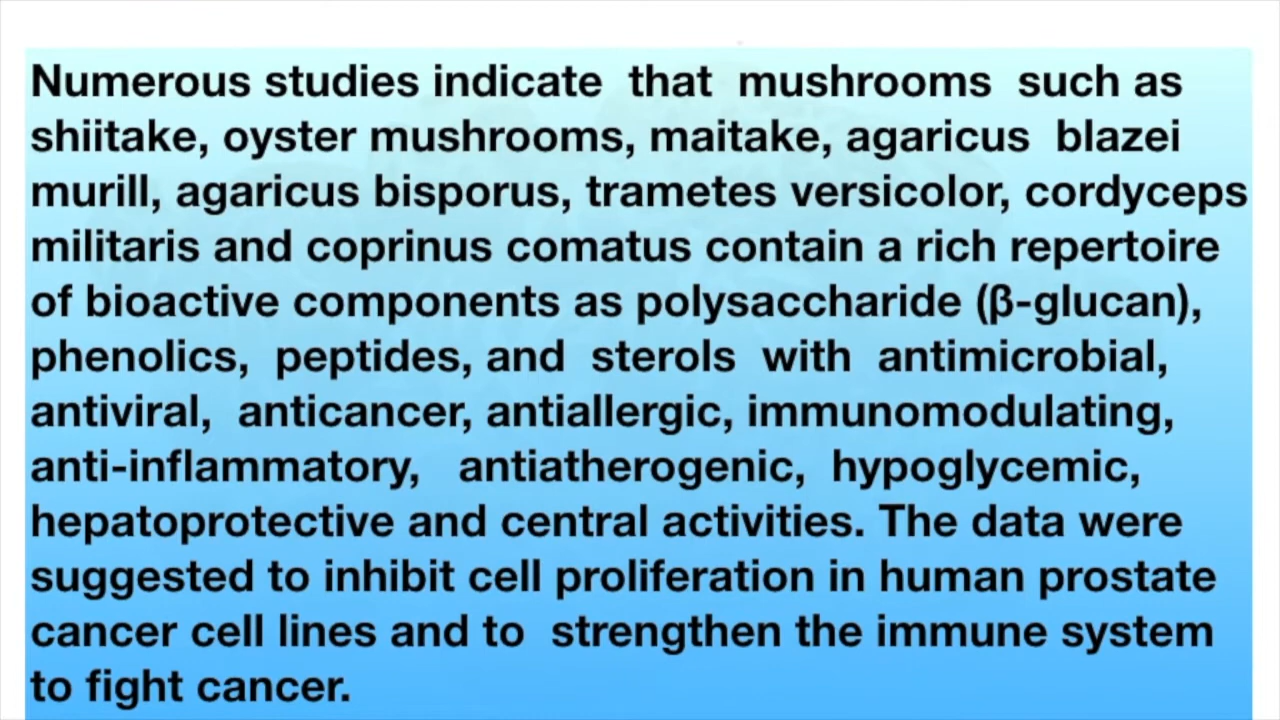 Numerous studies indicate that mushrooms such as
shiitake, oyster mushrooms, maitake, agaricus blazei
murill, agaricus bisporus, trametes versicolor, cordyceps
militaris and coprinus comatus contain a rich repertoire
of bioactive components as polysaccharide (β-glucan),
phenolics, peptides, and sterols with antimicrobial,
antiviral, anticancer, antiallergic, immunomodulating,
anti-inflammatory, antiatherogenic, hypoglycemic,
hepatoprotective and central activities. The data were
suggested to inhibit cell proliferation in human prostate
cancer cell lines and to strengthen the immune system
to fight cancer.